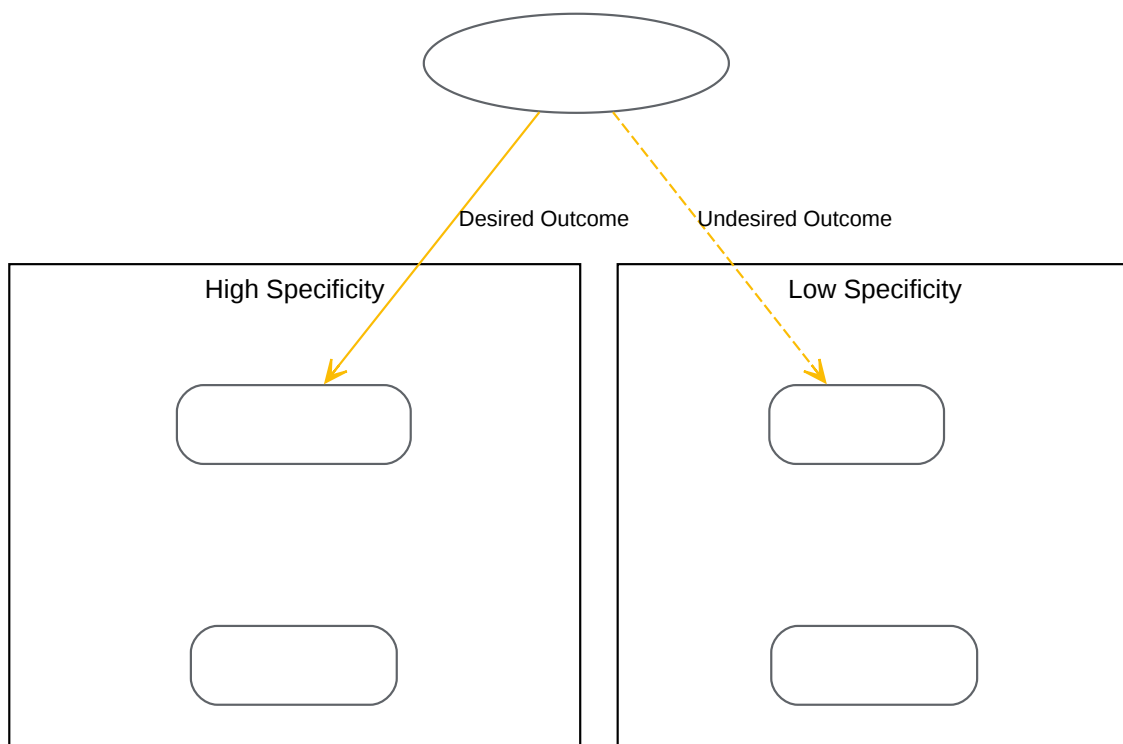 Desired Outcome
Undesired Outcome
High Specificity
Low Specificity